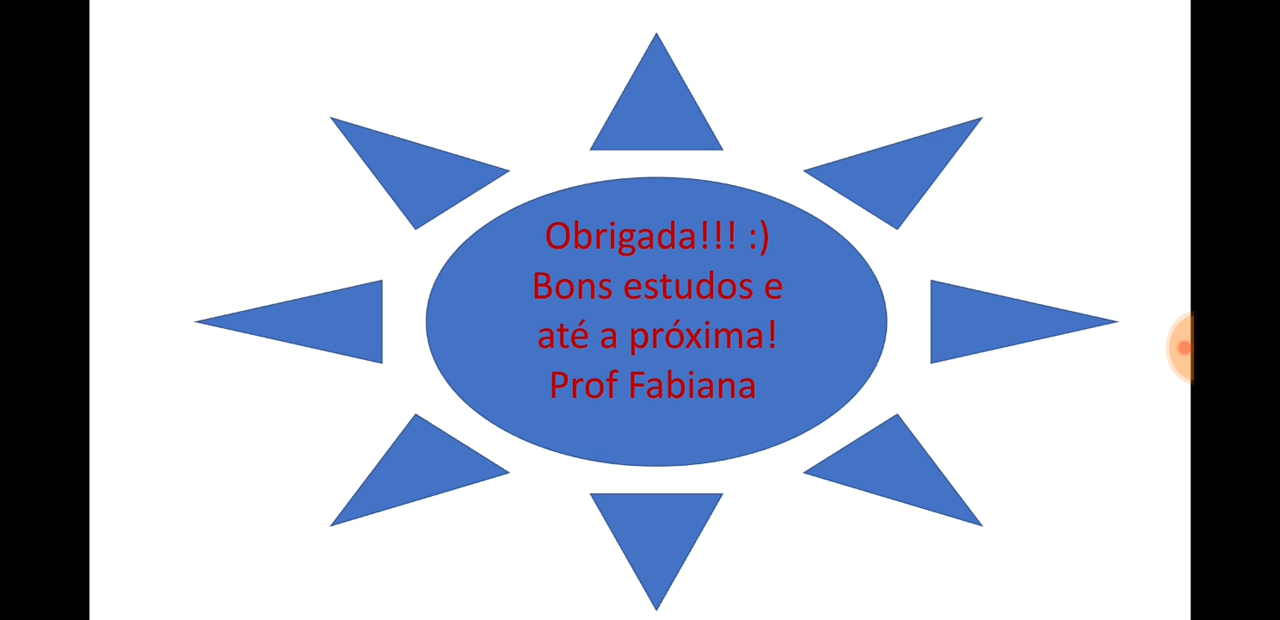 Obrigada!!! :)
Bons estudos e
até a próxima!
Prof Fabiana